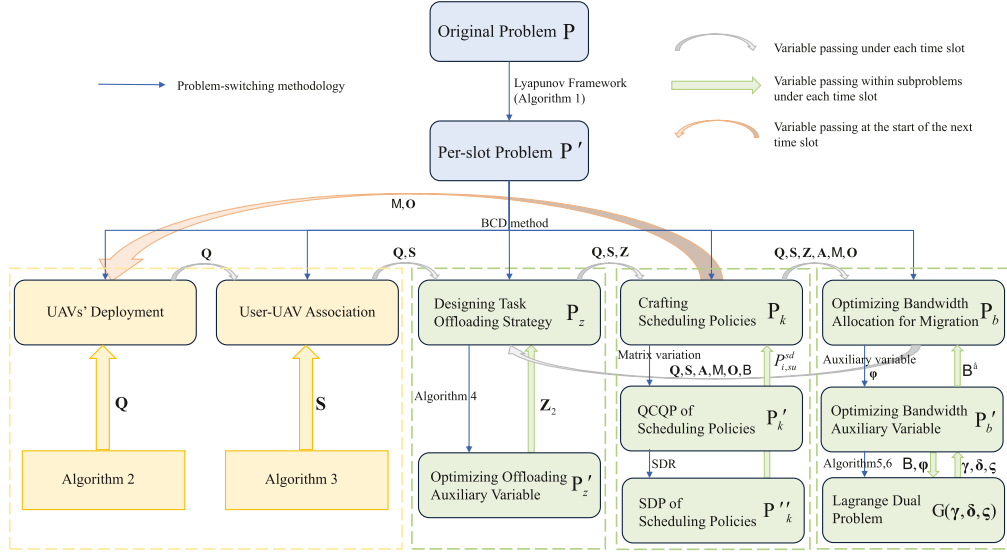 Original Problem P
Problem-switching methodology
Lyapunov Framework
(Algorithm 1)
Variable passing under each time slot
Variable passing within subproblems
under each time slot
Variable passing at the start of the next
time slot
Per-slot Problem P′
M, O
BCD method
Q
Q, S
Q, S, Z
Q, S, Z, A, M, O
UAVs' Deployment
User-UAV Association
Designing Task
Offloading Strategy P_z
Crafting
Scheduling Policies P_k
Optimizing Bandwidth
Allocation for Migration P_b
Q
S
Algorithm 4
Z₂
Matrix variation
P^{sd}_{i,su}
Q, S, A, M, O, B
Auxiliary variable
φ
B^å
QCQP of
Scheduling Policies P_k′
Optimizing Bandwidth
Auxiliary Variable P_b′
Algorithm 2
Algorithm 3
Optimizing Offloading
Auxiliary Variable P_z′
SDR
Algorithm5,6
B, φ
γ, δ, ς
SDP of
Scheduling Policies P″_k
Lagrange Dual
Problem G(γ, δ, ς)